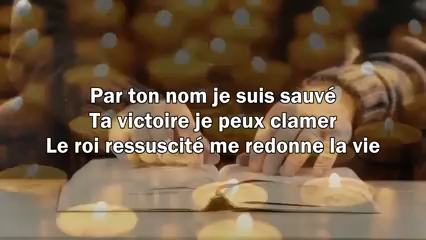 Par ton nom je suis sauvé
Ta victoire je peux clamer
Le roi ressuscité me redonne la vie